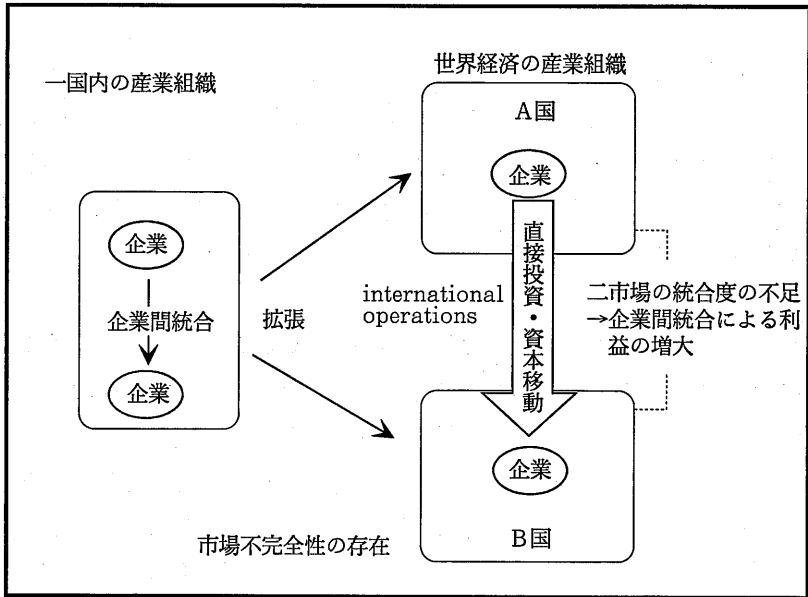 一国内の産業組織
世界経済の産業組織
A国
企業
企業
企業間統合
企業
拡張
international
operations
直接投資・資本移動
二市場の統合度の不足
→企業間統合による利
益の増大
企業
B国
市場不完全性の存在